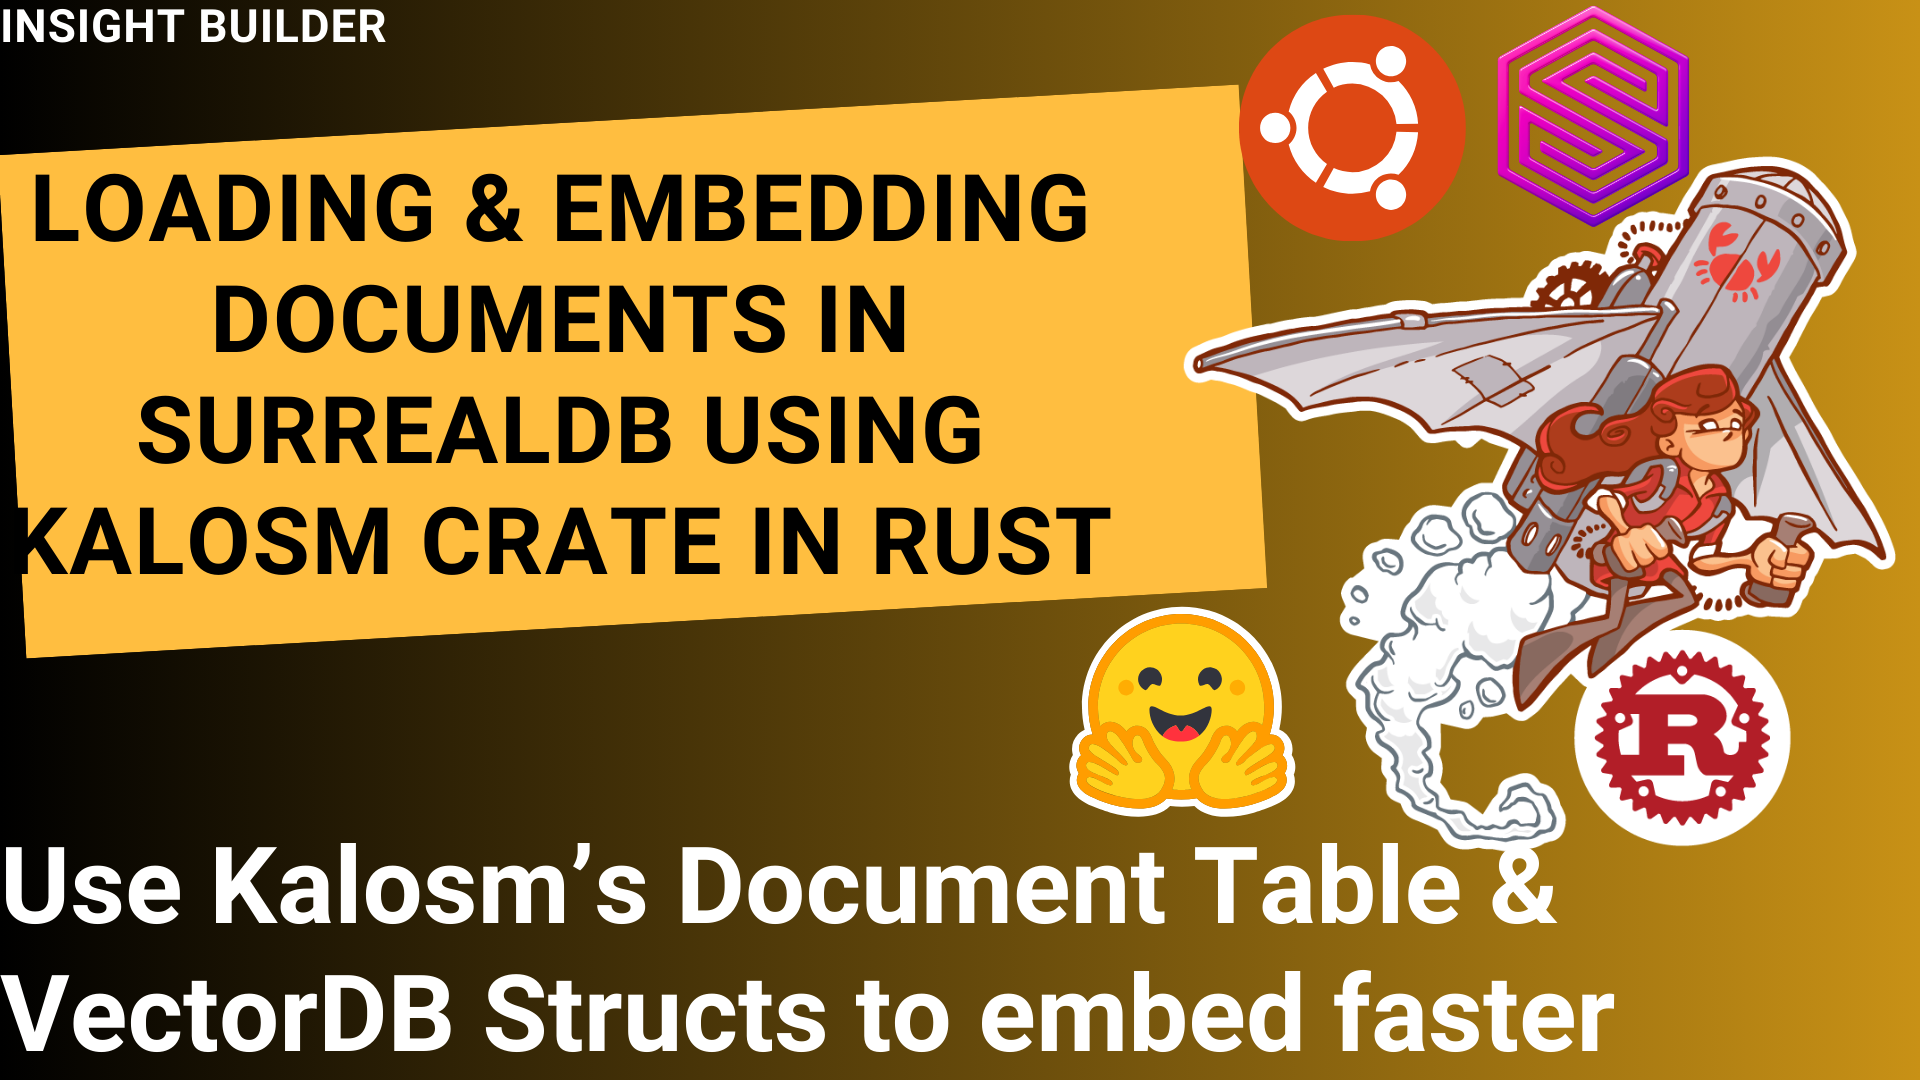 INSIGHT BUILDER
LOADING & EMBEDDING
DOCUMENTS IN
SURREALDB USING
KALOSM CRATE IN RUST
R
Use Kalosm’s Document Table &
VectorDB Structs to embed faster